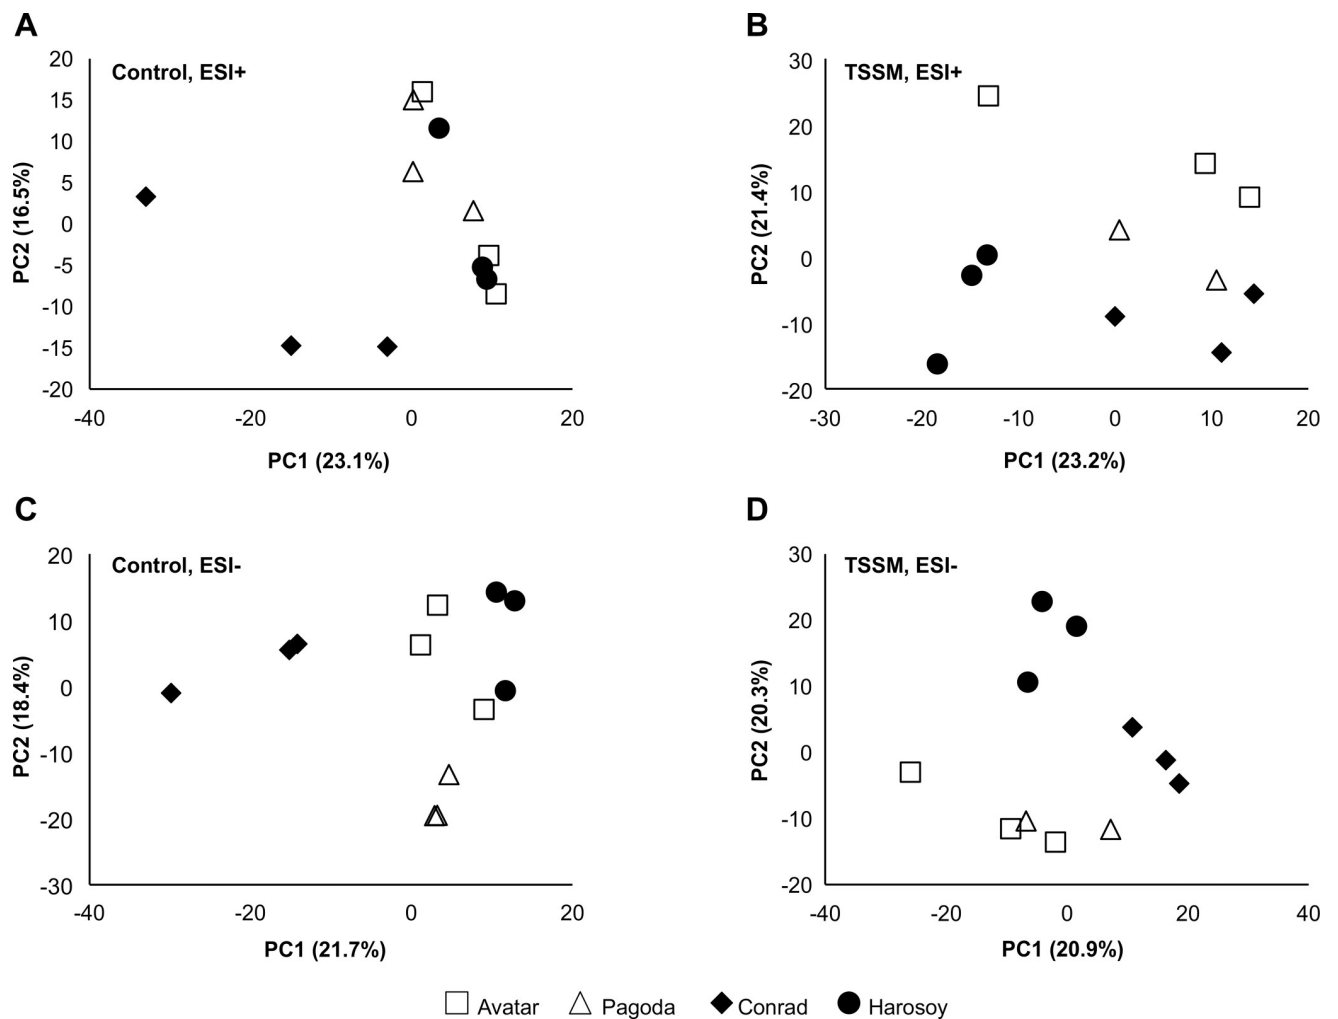 A
Control, ESI+
20
15
10
5
0
-5
-10
-15
-20
PC2 (16.5%)
-40
-20
0
20
PC1 (23.1%)
B
TSSM, ESI+
30
20
10
0
-10
-20
PC2 (21.4%)
-30
-20
-10
0
10
20
PC1 (23.2%)
C
Control, ESI-
20
10
0
-10
-20
-30
PC2 (18.4%)
-40
-20
0
20
PC1 (21.7%)
D
TSSM, ESI-
30
20
10
0
-10
-20
PC2 (20.3%)
-40
-20
0
20
40
PC1 (20.9%)
Avatar Pagoda Conrad Harosoy